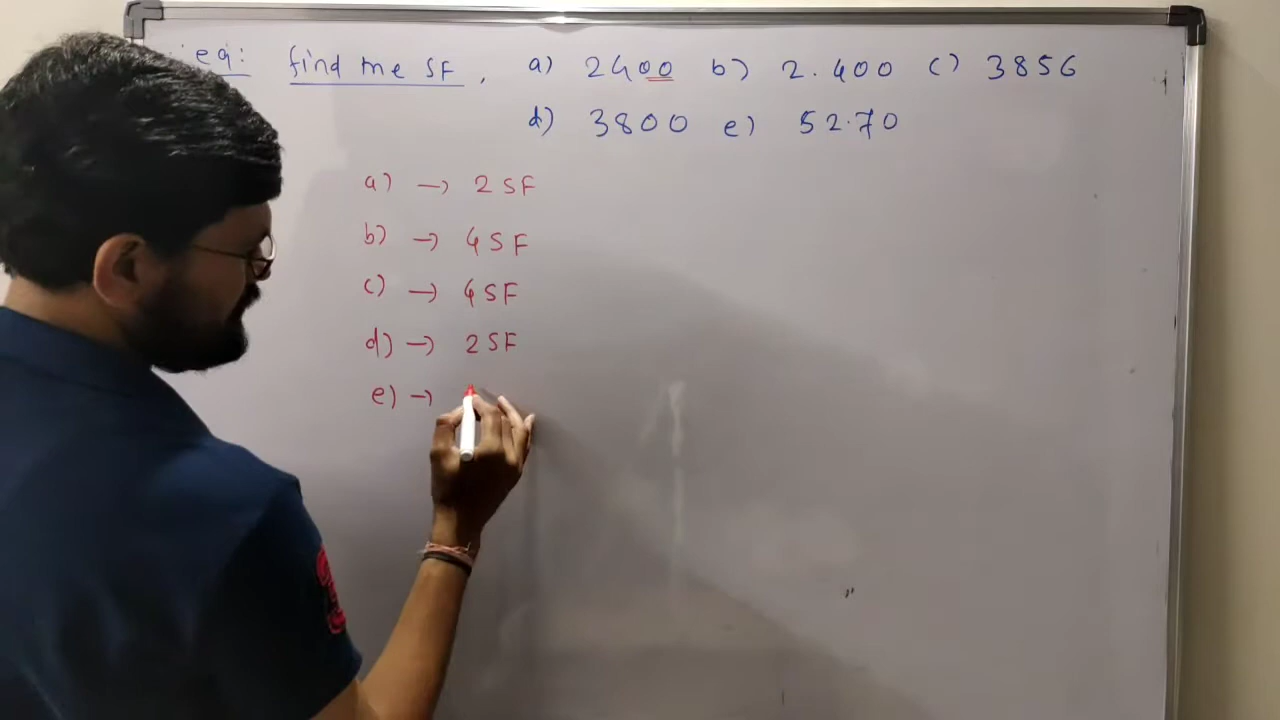 eg: find the SF, a) 2400 b) 2.400 c) 3856
d) 3800 e) 52.70
a) → 2 SF
b) → 4 SF
c) → 4 SF
d) → 2 SF
e) →